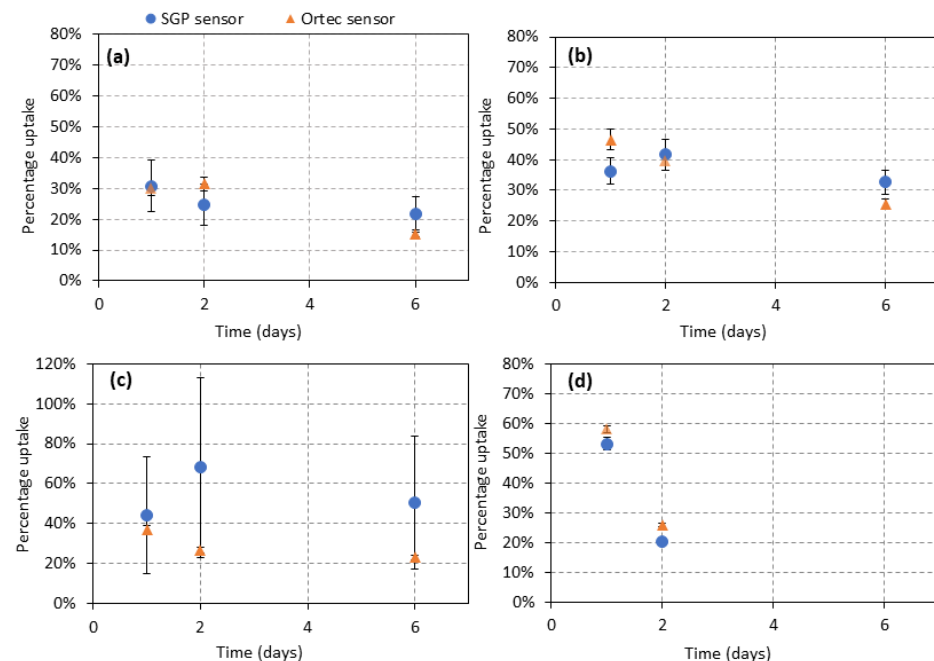 SGP sensor Ortec sensor
(a)
Percentage uptake
80%
70%
60%
50%
40%
30%
20%
10%
0%
0 2 4 6
Time (days)
(b)
Percentage uptake
80%
70%
60%
50%
40%
30%
20%
10%
0%
0 2 4 6
Time (days)
(c)
Percentage uptake
120%
100%
80%
60%
40%
20%
0%
0 2 4 6
Time (days)
(d)
Percentage uptake
80%
70%
60%
50%
40%
30%
20%
10%
0%
0 2 4 6
Time (days)